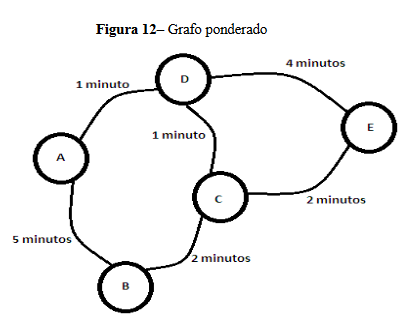 Figura 12– Grafo ponderado
4 minutos
1 minuto
D
E
1 minuto
A
C
2 minutos
5 minutos
2 minutos
B